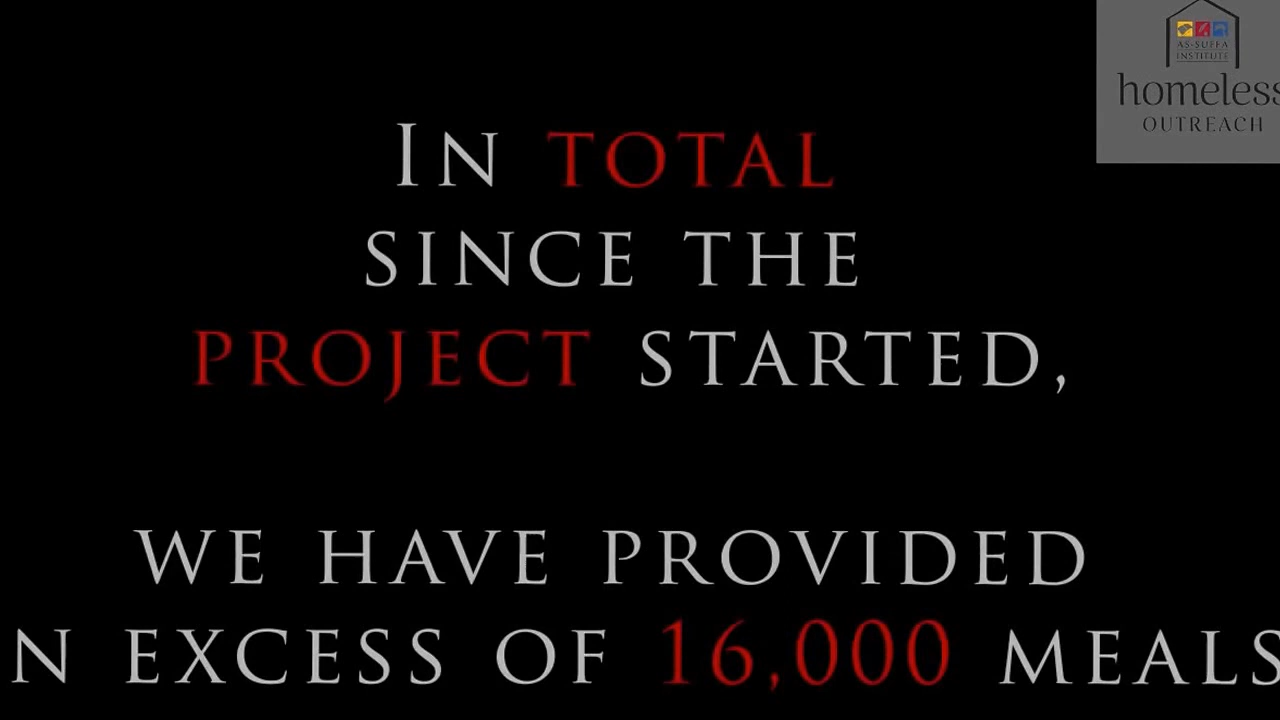 AS-SUFFA
INSTITUTE
homeless
OUTREACH
In TOTAL
SINCE THE
PROJECT STARTED,
WE HAVE PROVIDED
N EXCESS OF 16,000 MEALS